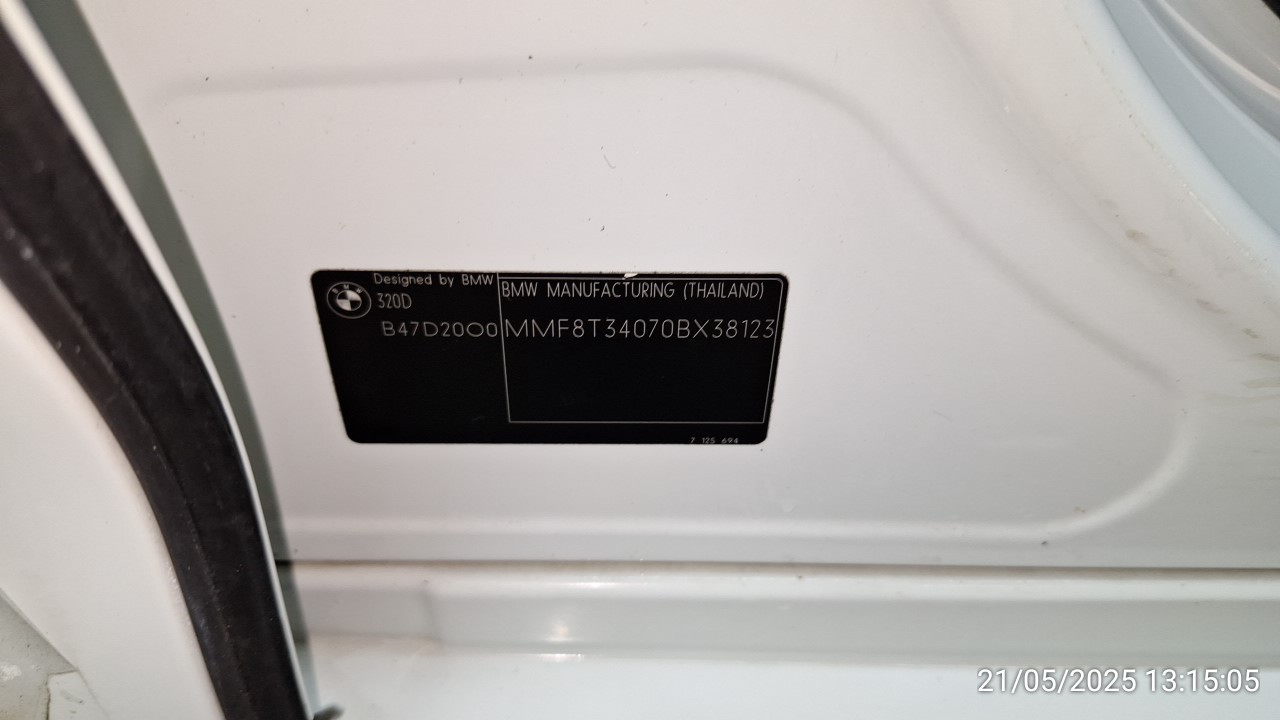 Designed by BMW
320D
B47D20O0
BMW MANUFACTURING (THAILAND)
MMF8T34070BX38123
7 125 694
21/05/2025 13:15:05